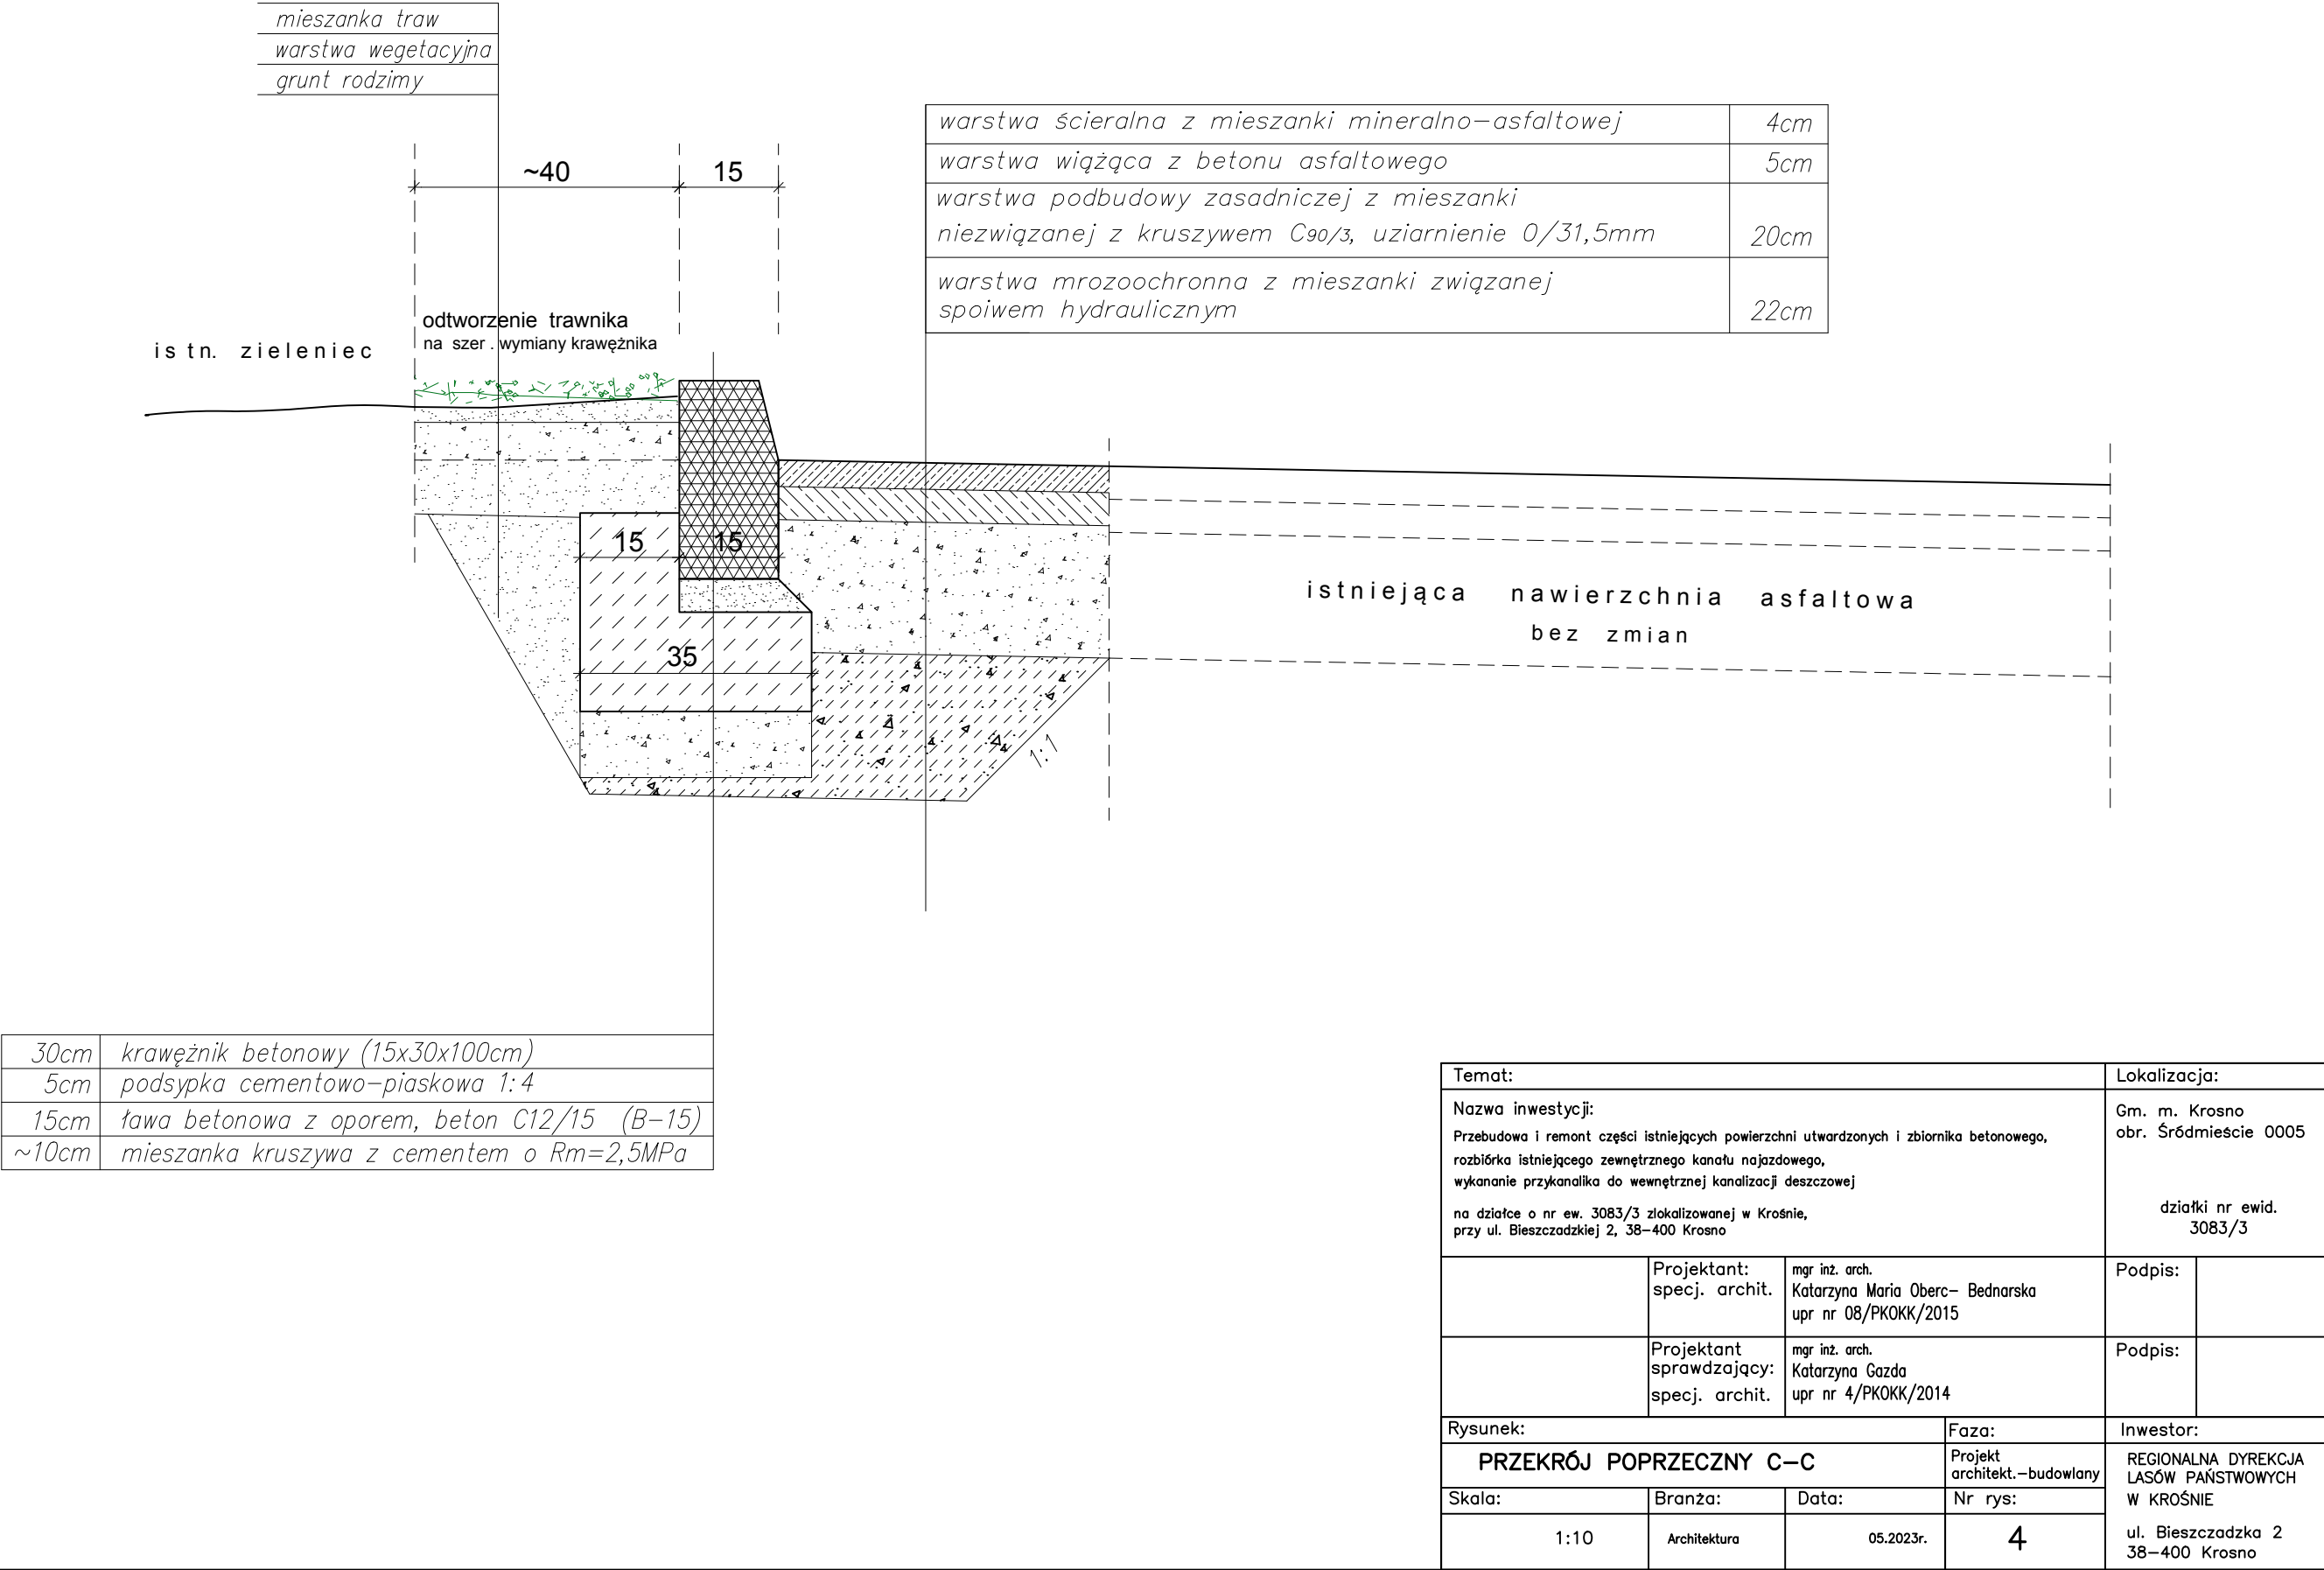 mieszanka traw
warstwa wegetacyjna
grunt rodzimy
warstwa ścieralna z mieszanki mineralno-asfaltowej 4cm
warstwa wiążąca z betonu asfaltowego 5cm
warstwa podbudowy zasadniczej z mieszanki
niezwiązanej z kruszywem C90/3, uziarnienie 0/31,5mm 20cm
warstwa mrozoochronna z mieszanki związanej
spoiwem hydraulicznym 22cm
~40 15
odtworzenie trawnika
na szer. wymiany krawężnika
istn. zieleniec
15 15
35
1:1
istniejąca nawierzchnia asfaltowa
bez zmian
30cm krawężnik betonowy (15x30x100cm)
5cm podsypka cementowo-piaskowa 1:4
15cm ława betonowa z oporem, beton C12/15 (B-15)
~10cm mieszanka kruszywa z cementem o Rm=2,5MPa
Temat: Lokalizacja:
Nazwa inwestycji:
Przebudowa i remont części istniejących powierzchni utwardzonych i zbiornika betonowego,
rozbiórka istniejącego zewnętrznego kanału najazdowego,
wykananie przykanalika do wewnętrznej kanalizacji deszczowej
na działce o nr ew. 3083/3 zlokalizowanej w Krośnie,
przy ul. Bieszczadzkiej 2, 38-400 Krosno
Gm. m. Krosno
obr. Śródmieście 0005
działki nr ewid.
3083/3
Projektant:
specj. archit.
mgr inż. arch.
Katarzyna Maria Oberc- Bednarska
upr nr 08/PKOKK/2015
Podpis:
Projektant
sprawdzający:
specj. archit.
mgr inż. arch.
Katarzyna Gazda
upr nr 4/PKOKK/2014
Podpis:
Rysunek:
PRZEKRÓJ POPRZECZNY C-C
Faza:
Projekt
architekt.-budowlany
Inwestor:
REGIONALNA DYREKCJA
LASÓW PAŃSTWOWYCH
W KROŚNIE
ul. Bieszczadzka 2
38-400 Krosno
Skala: Branża: Data: Nr rys:
1:10 Architektura 05.2023r. 4